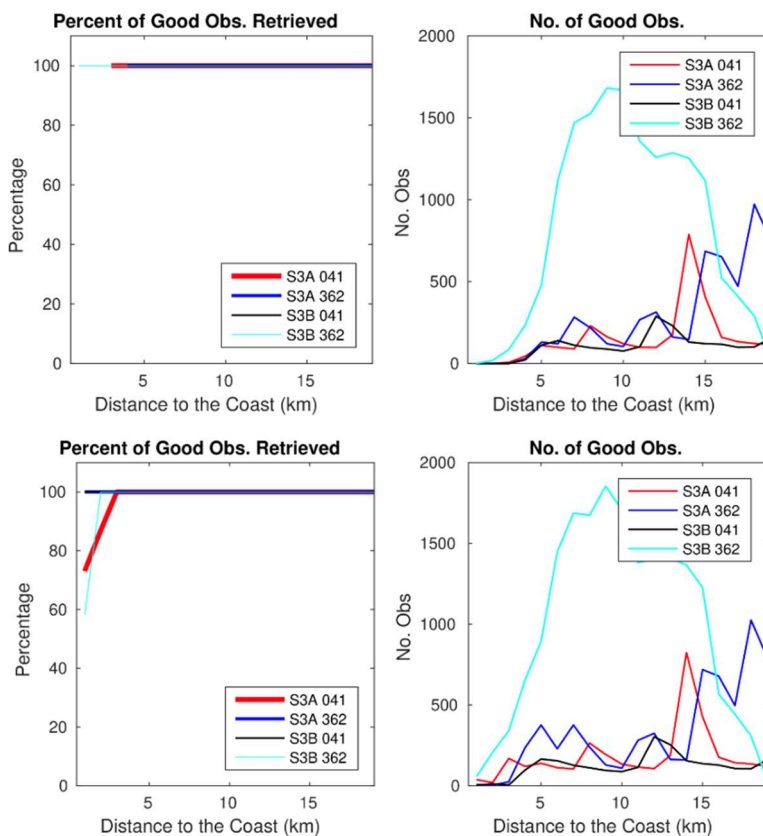 Percent of Good Obs. Retrieved
100
80
60
40
20
0
Percentage
5
10
15
Distance to the Coast (km)
S3A 041
S3A 362
S3B 041
S3B 362
No. of Good Obs.
2000
1500
1000
500
0
No. Obs
5
10
15
Distance to the Coast (km)
S3A 041
S3A 362
S3B 041
S3B 362
Percent of Good Obs. Retrieved
100
80
60
40
20
0
Percentage
5
10
15
Distance to the Coast (km)
S3A 041
S3A 362
S3B 041
S3B 362
No. of Good Obs.
2000
1500
1000
500
0
No. Obs
5
10
15
Distance to the Coast (km)
S3A 041
S3A 362
S3B 041
S3B 362